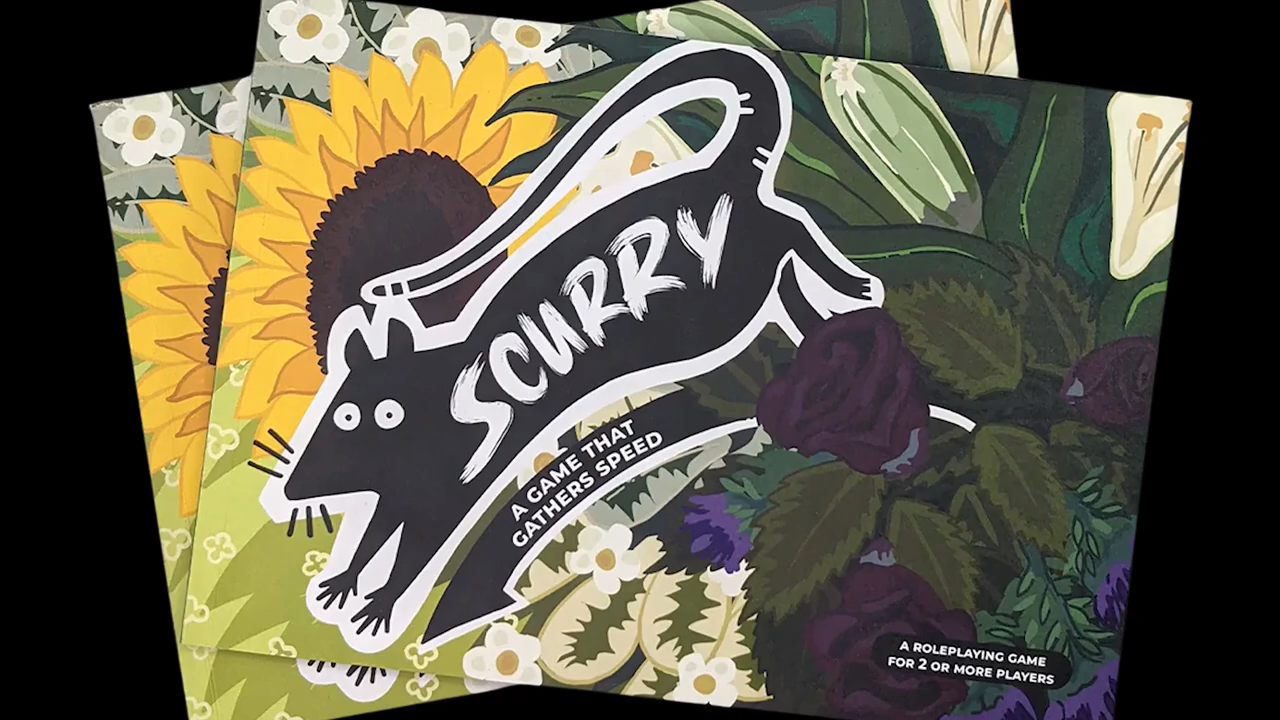 SCURRY
A GAME THAT
GATHERS SPEED
A ROLEPLAYING GAME
FOR 2 OR MORE PLAYERS